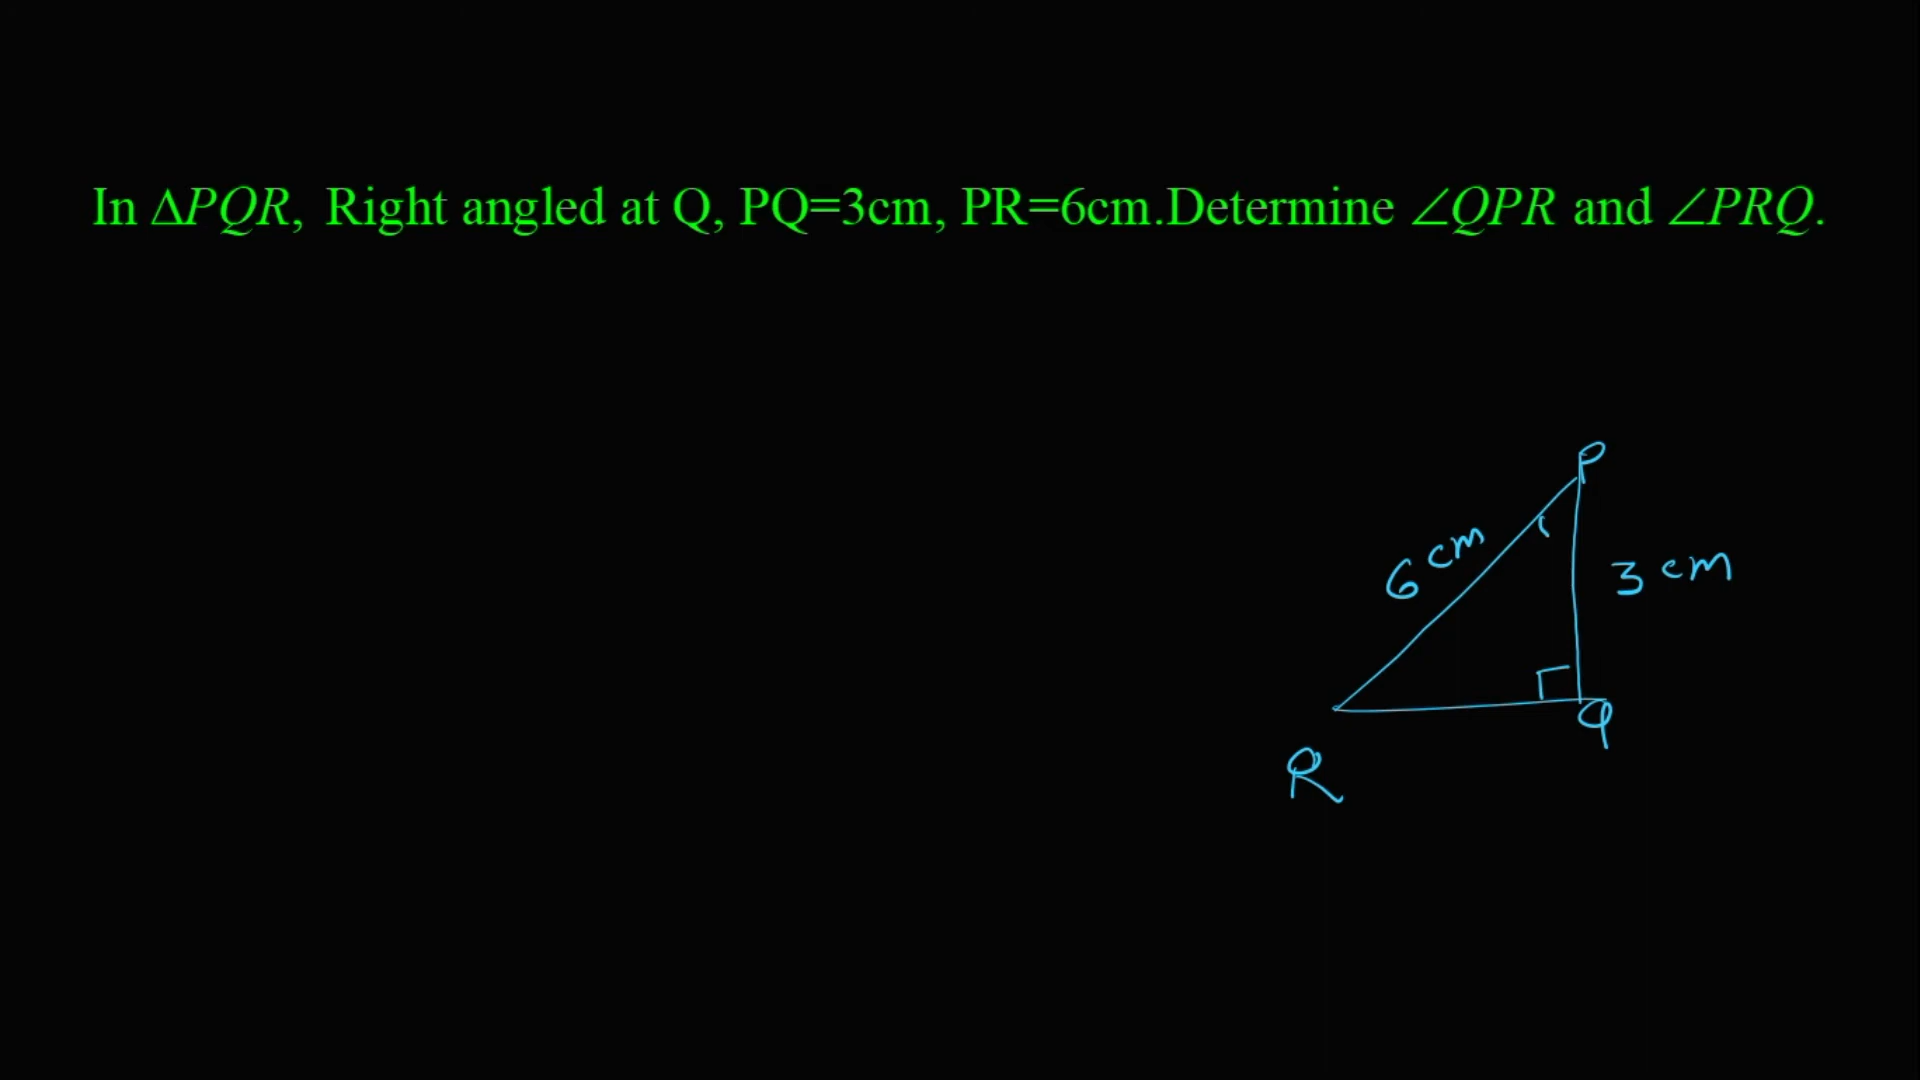 In ΔPQR, Right angled at Q, PQ=3cm, PR=6cm.Determine ∠QPR and ∠PRQ.
P
6 cm
3 cm
Q
R